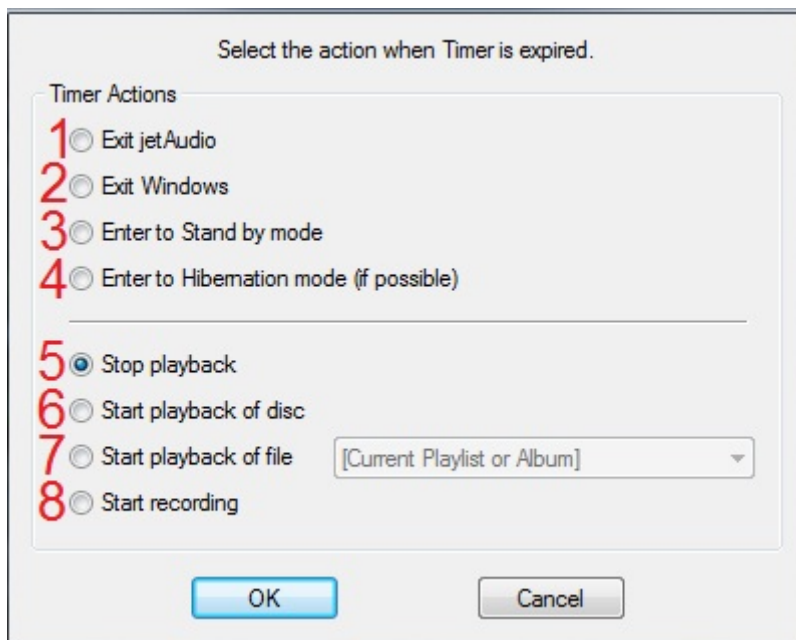 Select the action when Timer is expired.
Timer Actions
1 Exit jetAudio
2 Exit Windows
3 Enter to Stand by mode
4 Enter to Hibernation mode (if possible)
5 Stop playback
6 Start playback of disc
7 Start playback of file [Current Playlist or Album]
8 Start recording
OK Cancel